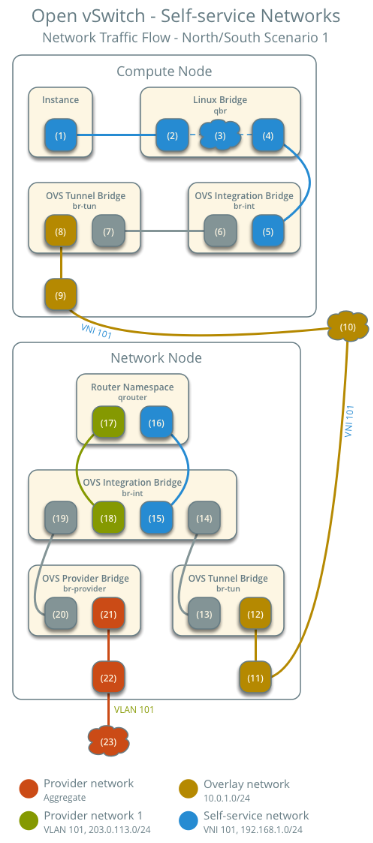 Open vSwitch - Self-service Networks
Network Traffic Flow - North/South Scenario 1
Compute Node
Instance
Linux Bridge
qbr
(1)
(2)
(3)
(4)
OVS Tunnel Bridge
br-tun
OVS Integration Bridge
br-int
(8)
(7)
(6)
(5)
(9)
VNI 101
(10)
Network Node
Router Namespace
qrouter
(17)
(16)
VNI 101
OVS Integration Bridge
br-int
(19)
(18)
(15)
(14)
OVS Provider Bridge
br-provider
OVS Tunnel Bridge
br-tun
(20)
(21)
(13)
(12)
(22)
(11)
VLAN 101
(23)
Provider network
Aggregate
Overlay network
10.0.1.0/24
Provider network 1
VLAN 101, 203.0.113.0/24
Self-service network
VNI 101, 192.168.1.0/24